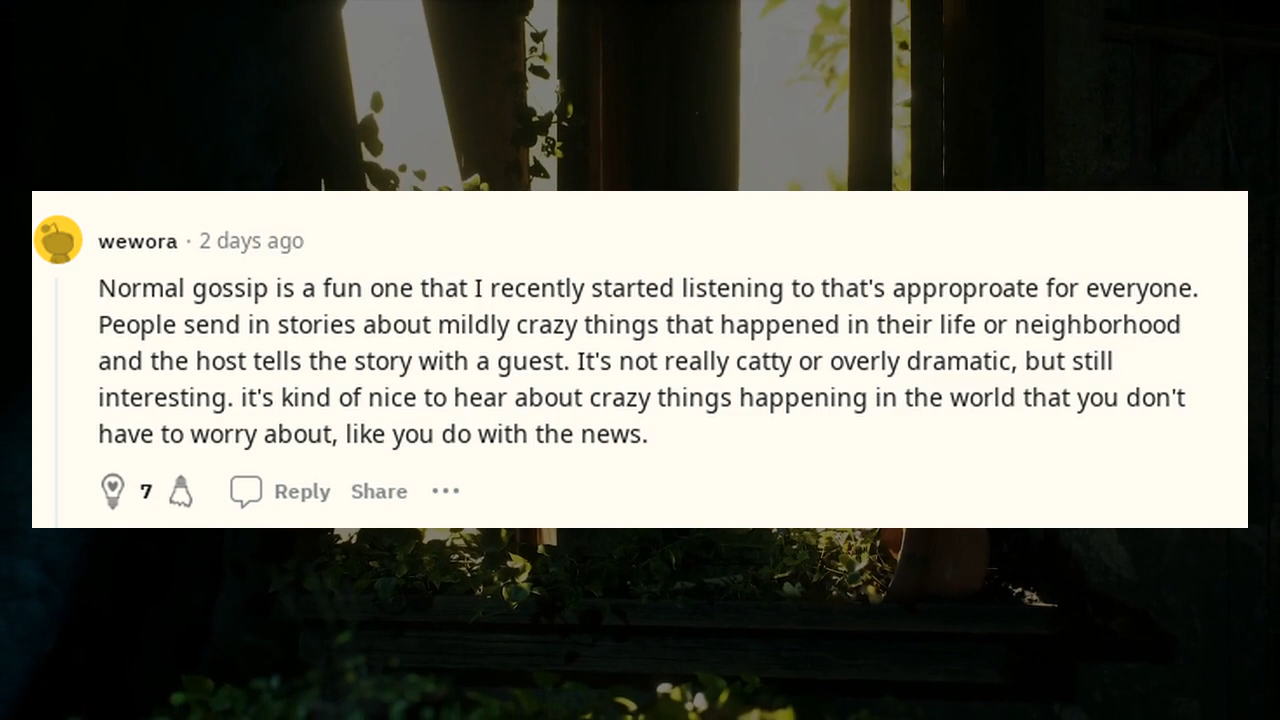 wewora · 2 days ago
Normal gossip is a fun one that I recently started listening to that's approproate for everyone.
People send in stories about mildly crazy things that happened in their life or neighborhood
and the host tells the story with a guest. It's not really catty or overly dramatic, but still
interesting. it's kind of nice to hear about crazy things happening in the world that you don't
have to worry about, like you do with the news.
7 Reply Share •••